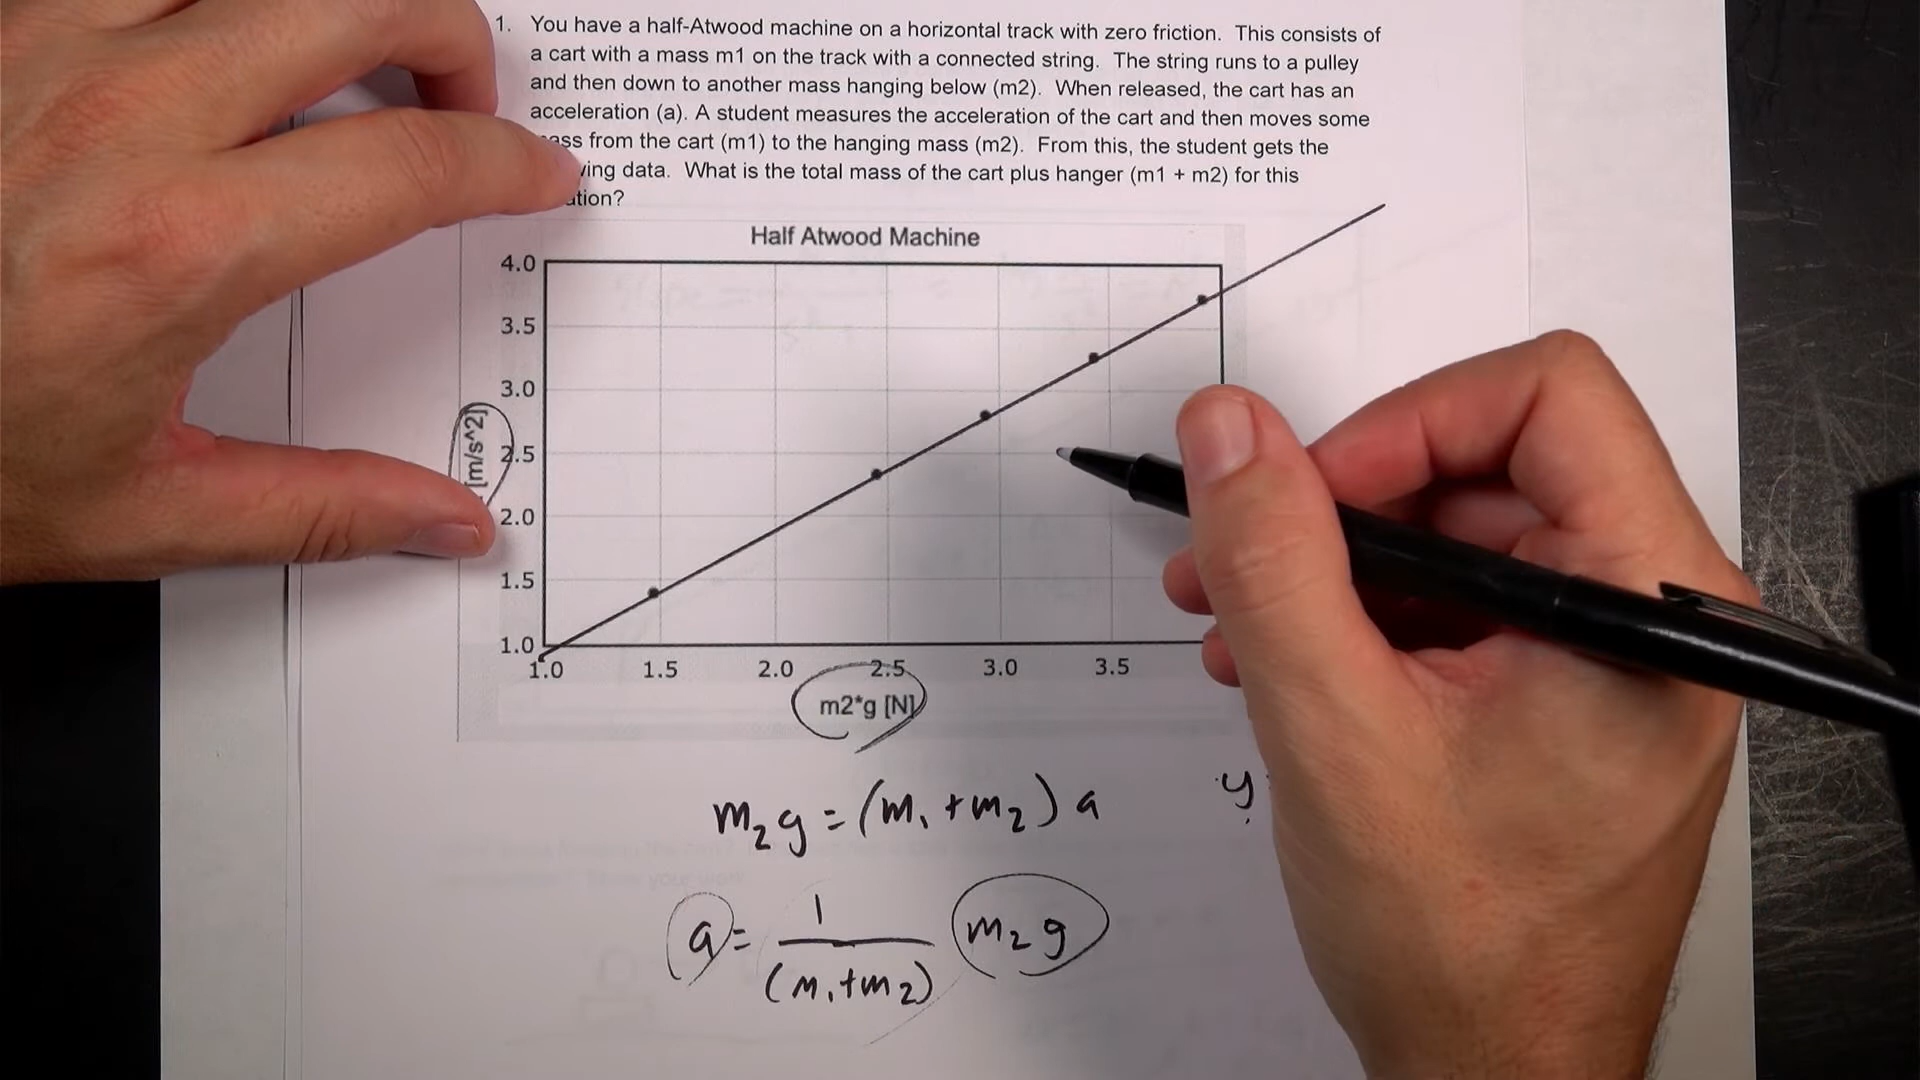 1. You have a half-Atwood machine on a horizontal track with zero friction. This consists of
a cart with a mass m1 on the track with a connected string. The string runs to a pulley
and then down to another mass hanging below (m2). When released, the cart has an
acceleration (a). A student measures the acceleration of the cart and then moves some
ass from the cart (m1) to the hanging mass (m2). From this, the student gets the
ving data. What is the total mass of the cart plus hanger (m1 + m2) for this
tion?
Half Atwood Machine
4.0
3.5
3.0
2.5
2.0
1.5
1.0
[m/s^2]
1.0 1.5 2.0 2.5 3.0 3.5
m2*g [N]
m₂g = (m₁ + m₂) a
y
a = 1/(m₁+m₂) m₂g